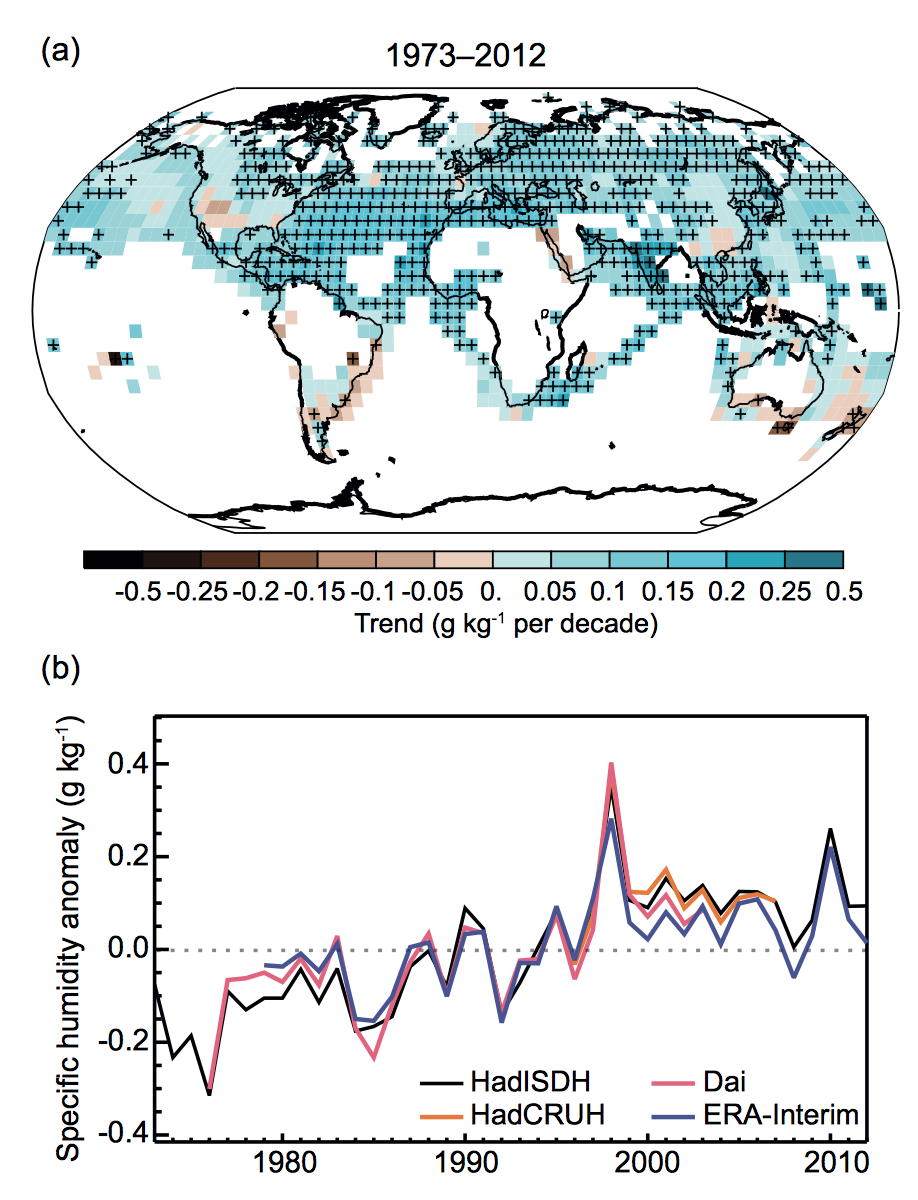 (a)
1973–2012
-0.5 -0.25 -0.2 -0.15 -0.1 -0.05 0. 0.05 0.1 0.15 0.2 0.25 0.5
Trend (g kg⁻¹ per decade)
(b)
Specific humidity anomaly (g kg⁻¹)
0.4
0.2
0.0
-0.2
-0.4
HadISDH
Dai
HadCRUH
ERA-Interim
1980 1990 2000 2010